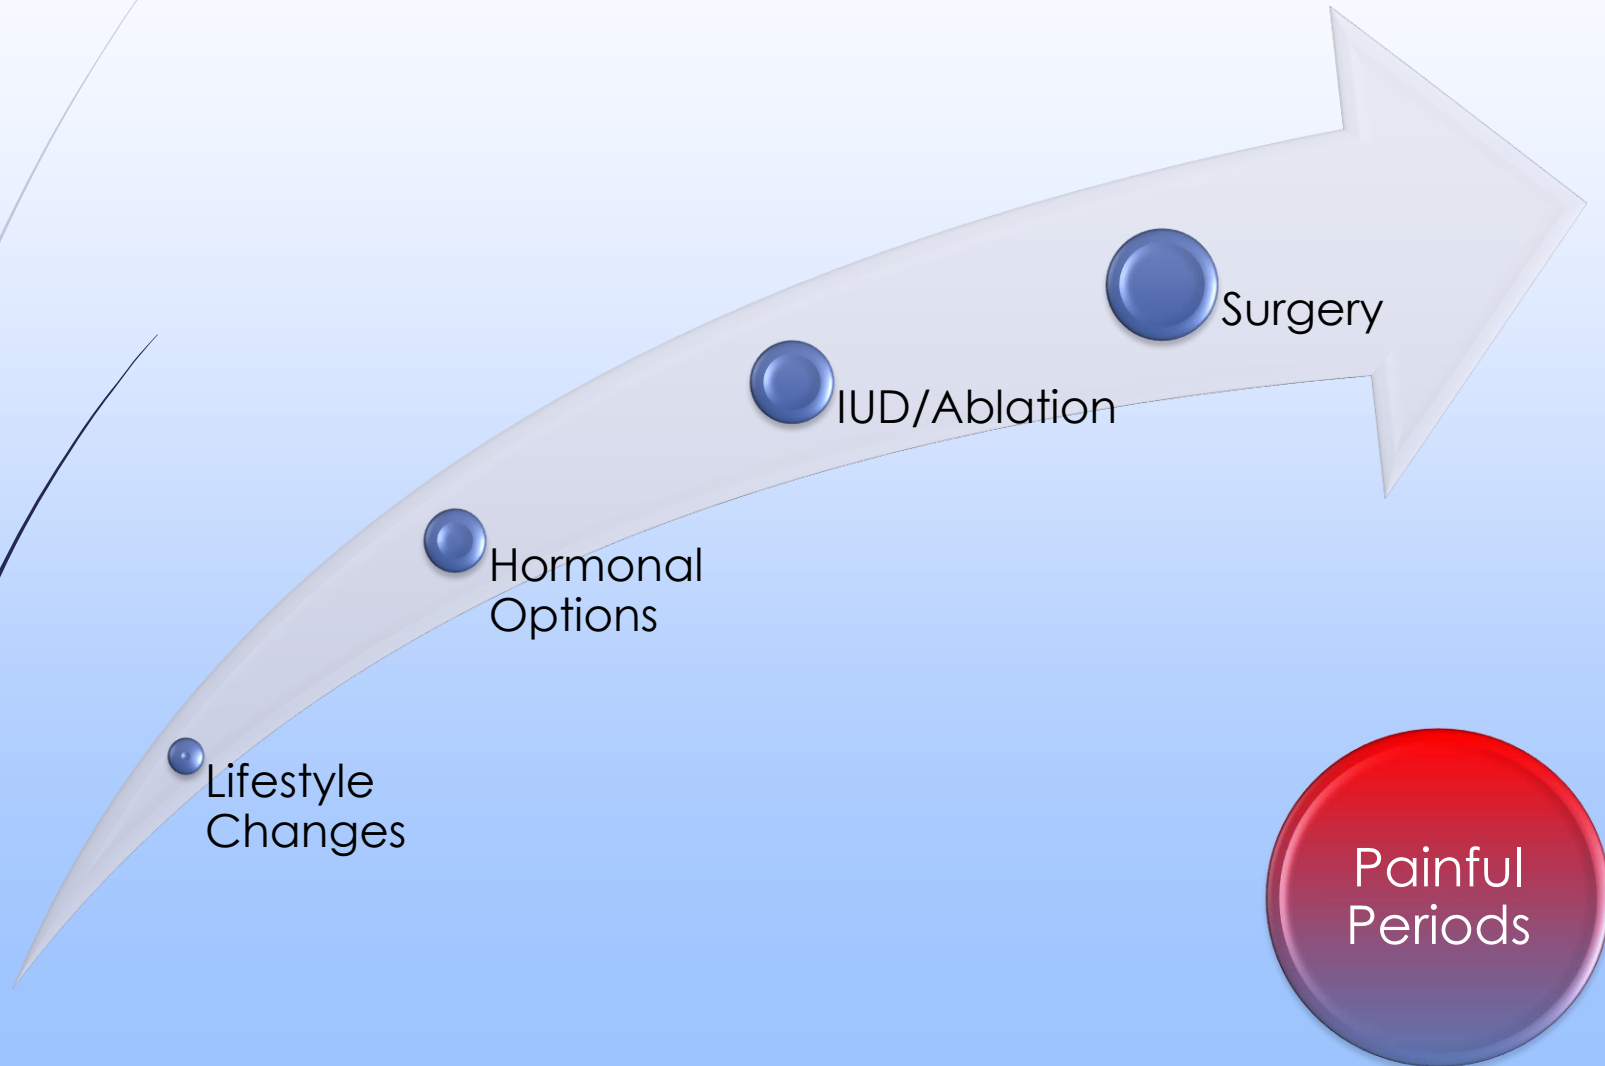 Surgery
IUD/Ablation
Hormonal
Options
Lifestyle
Changes
Painful
Periods